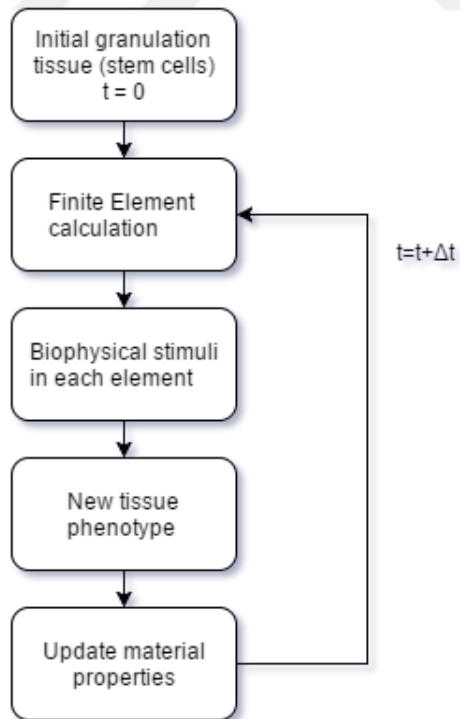 Initial granulation
tissue (stem cells)
t = 0
Finite Element
calculation
t=t+Δt
Biophysical stimuli
in each element
New tissue
phenotype
Update material
properties